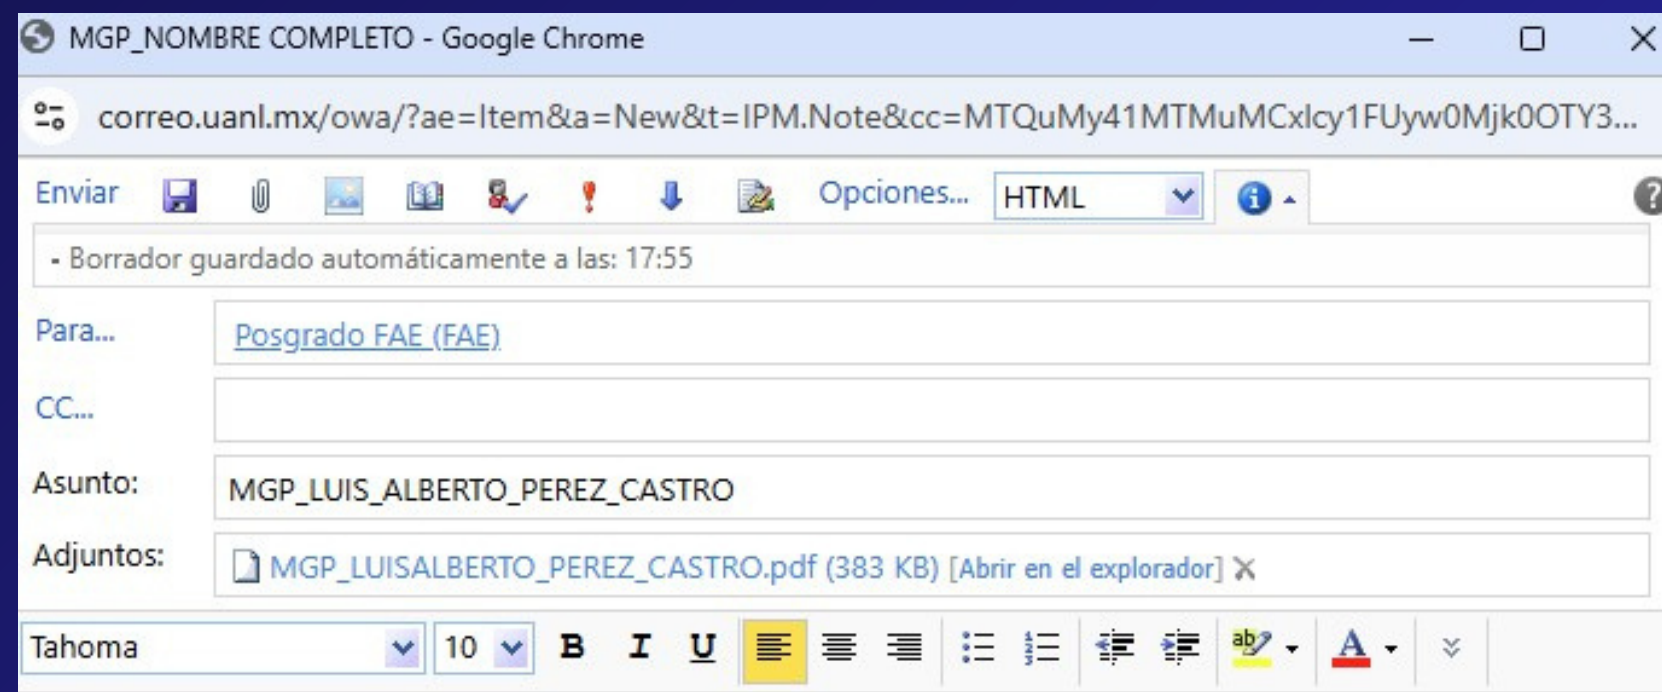 MGP_NOMBRE COMPLETO - Google Chrome
correo.uanl.mx/owa/?ae=Item&a=New&t=IPM.Note&cc=MTQuMy41MTMuMCxlcy1FUyw0Mjk0OTY3...
Enviar Opciones... HTML
- Borrador guardado automáticamente a las: 17:55
Para... Posgrado FAE (FAE)
CC...
Asunto: MGP_LUIS_ALBERTO_PEREZ_CASTRO
Adjuntos: MGP_LUISALBERTO_PEREZ_CASTRO.pdf (383 KB) [Abrir en el explorador]
Tahoma 10 B I U ab A